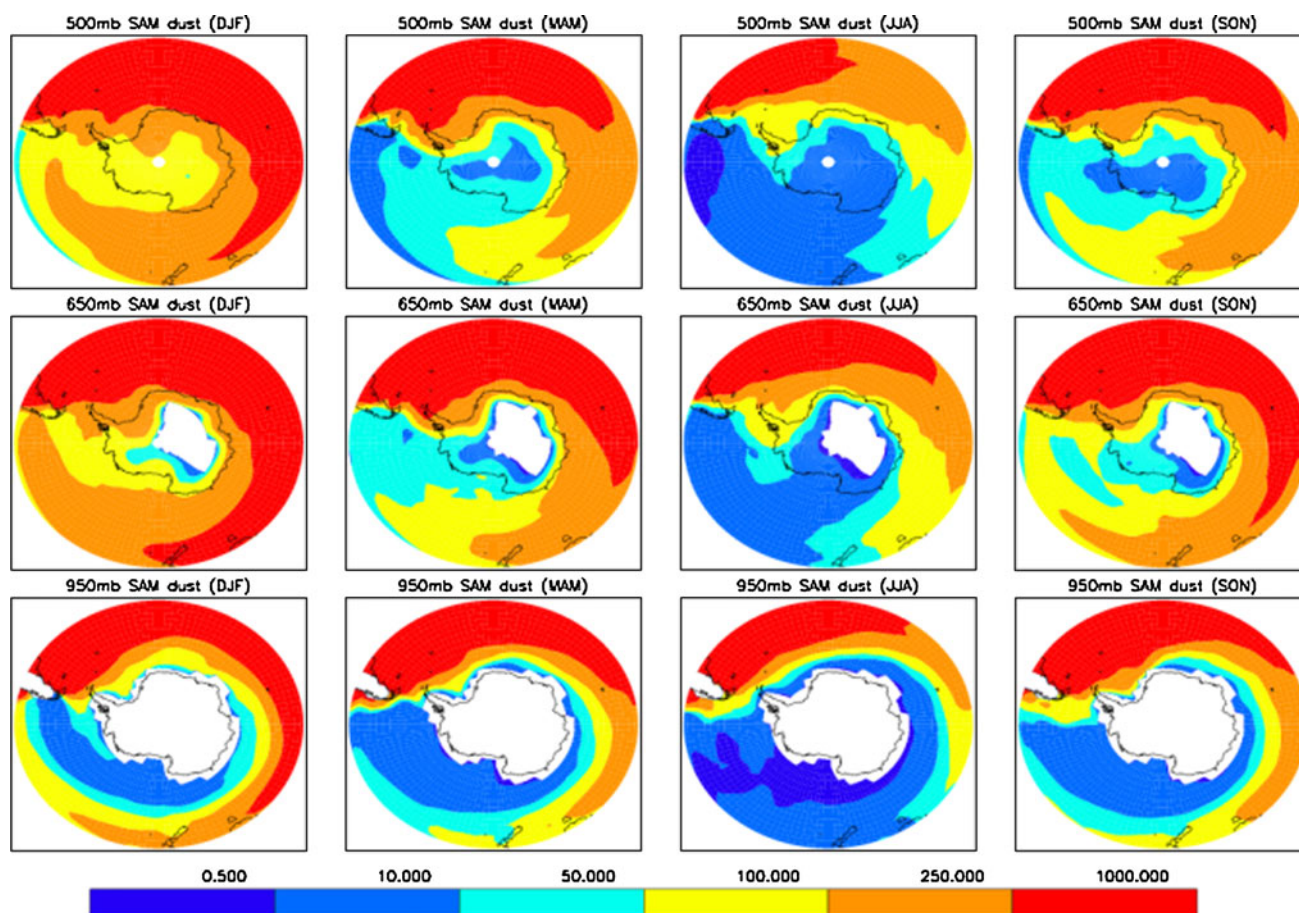 500mb SAM dust (DJF) 500mb SAM dust (MAM) 500mb SAM dust (JJA) 500mb SAM dust (SON)
650mb SAM dust (DJF) 650mb SAM dust (MAM) 650mb SAM dust (JJA) 650mb SAM dust (SON)
950mb SAM dust (DJF) 950mb SAM dust (MAM) 950mb SAM dust (JJA) 950mb SAM dust (SON)
0.500 10.000 50.000 100.000 250.000 1000.000